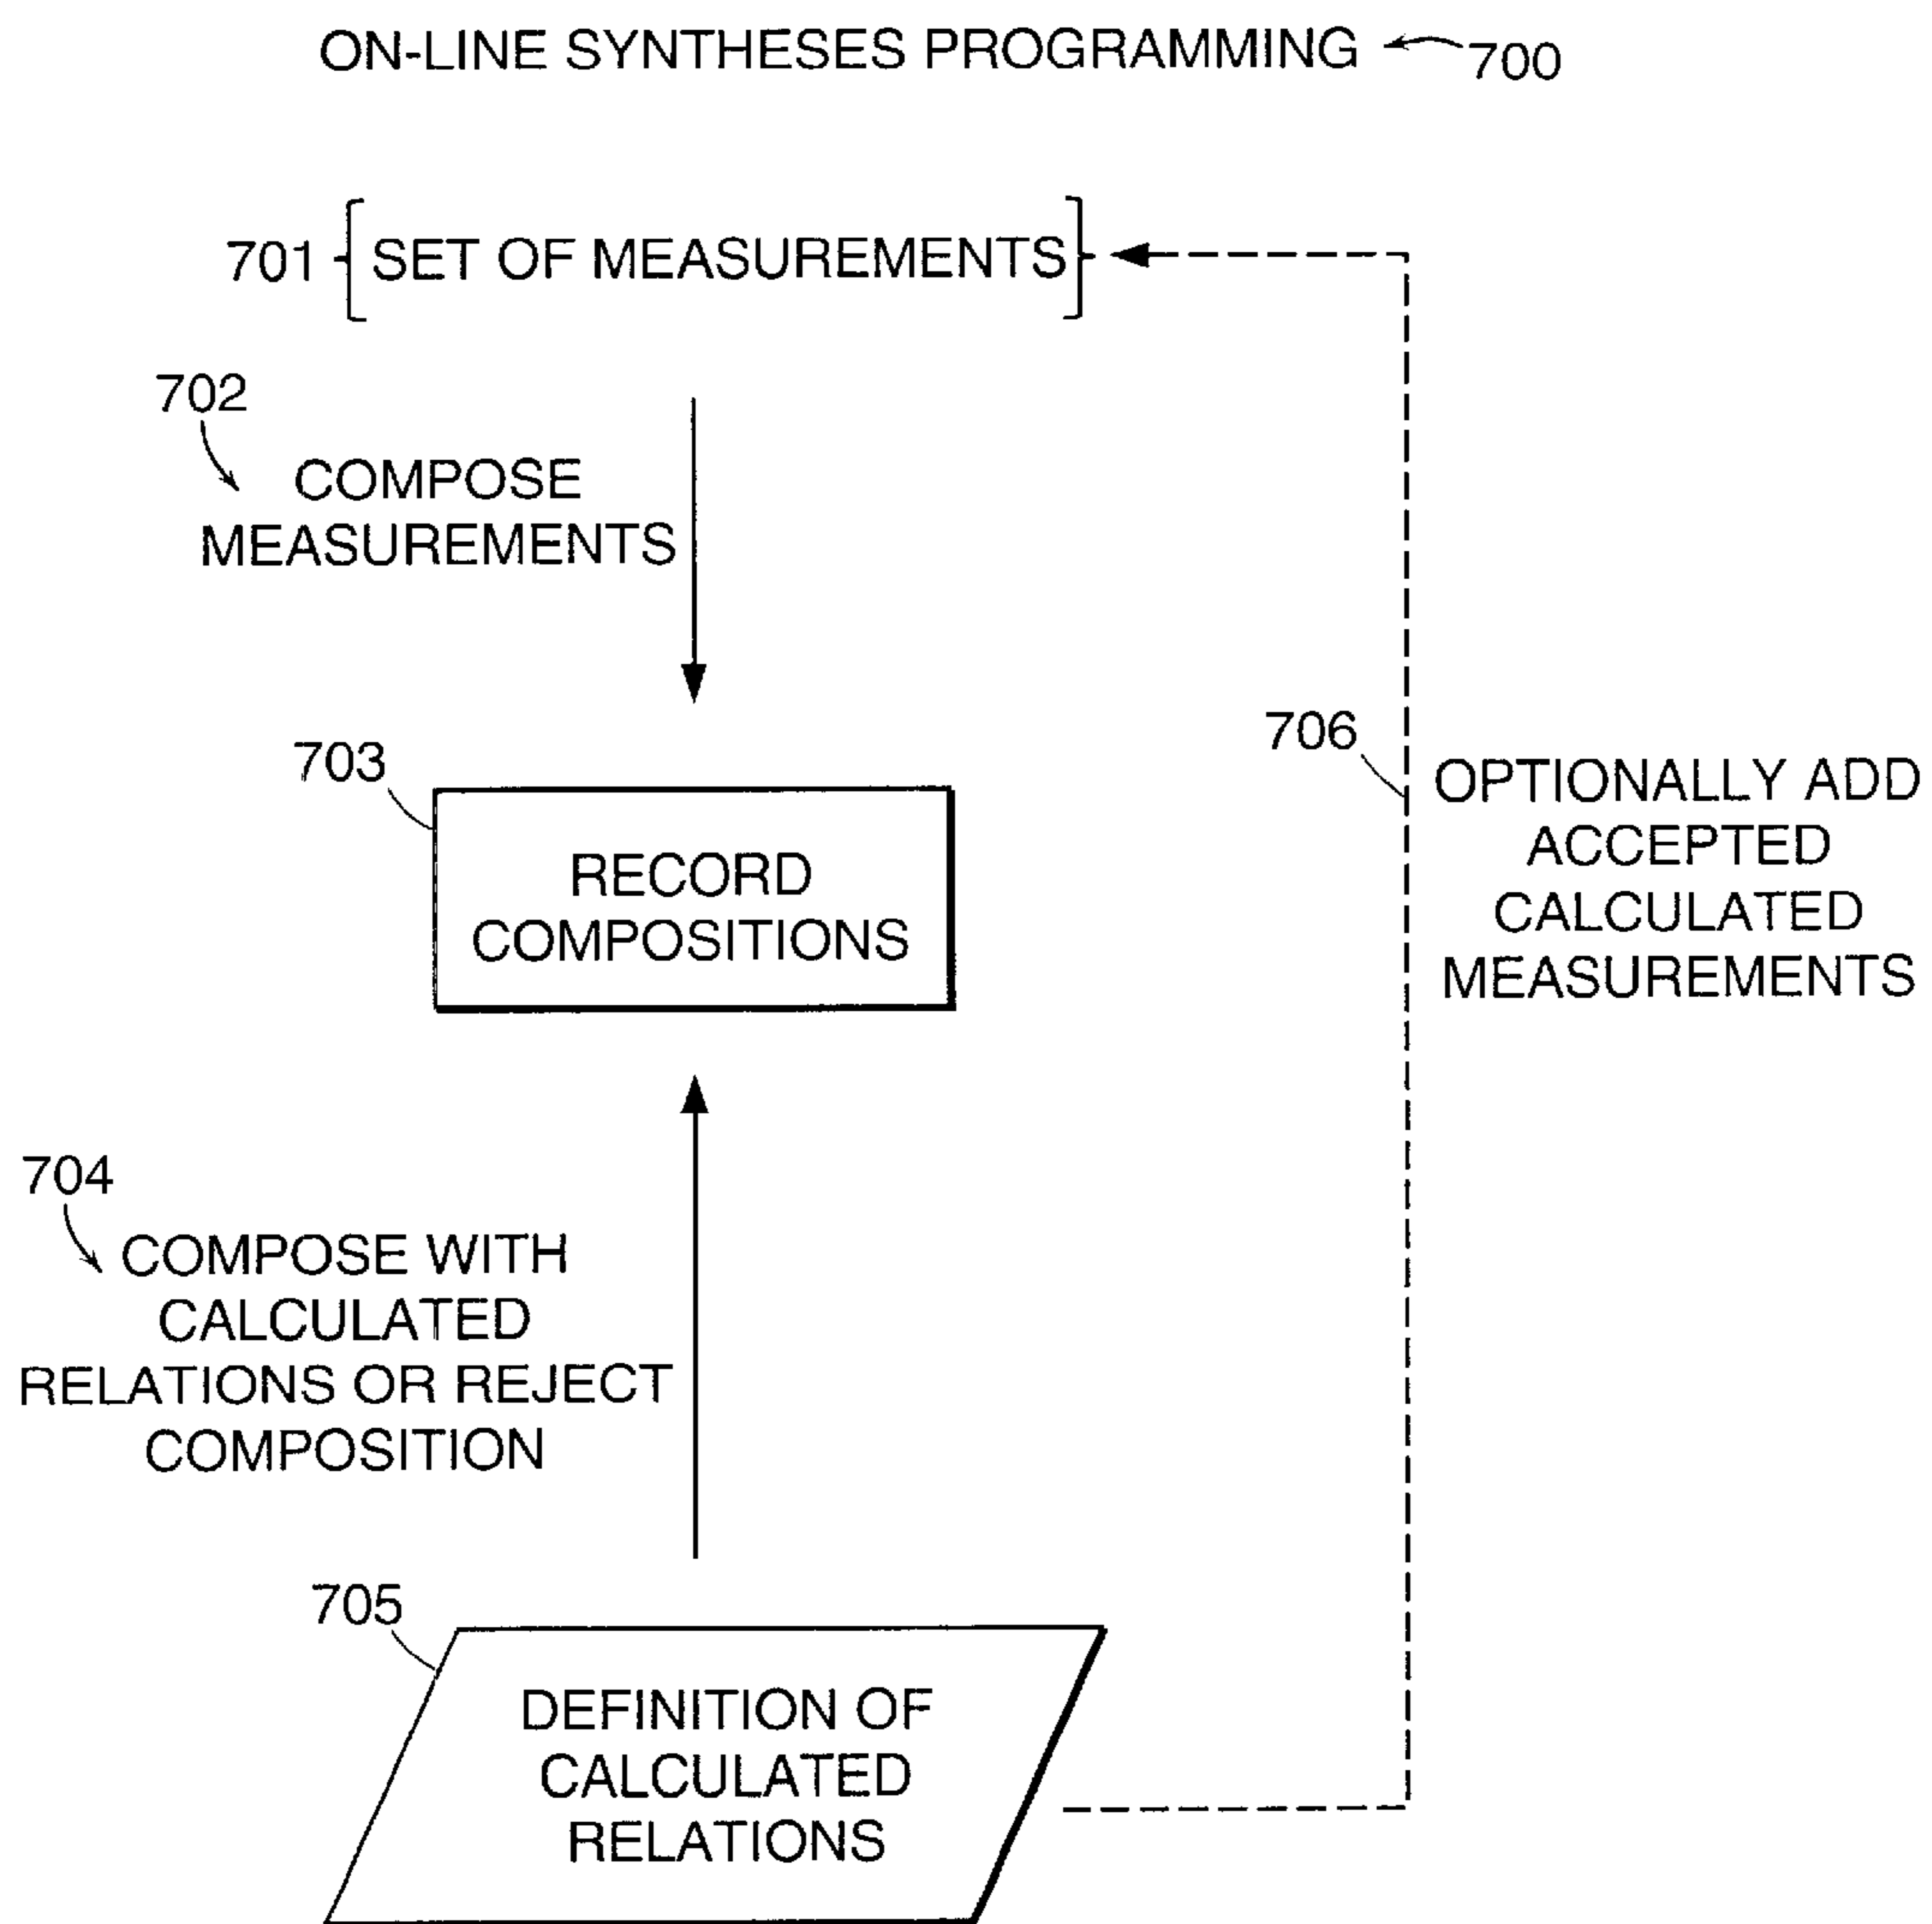 ON-LINE SYNTHESES PROGRAMMING 700
701 SET OF MEASUREMENTS
702
COMPOSE
MEASUREMENTS
703
RECORD
COMPOSITIONS
706
OPTIONALLY ADD
ACCEPTED
CALCULATED
MEASUREMENTS
704
COMPOSE WITH
CALCULATED
RELATIONS OR REJECT
COMPOSITION
705
DEFINITION OF
CALCULATED
RELATIONS